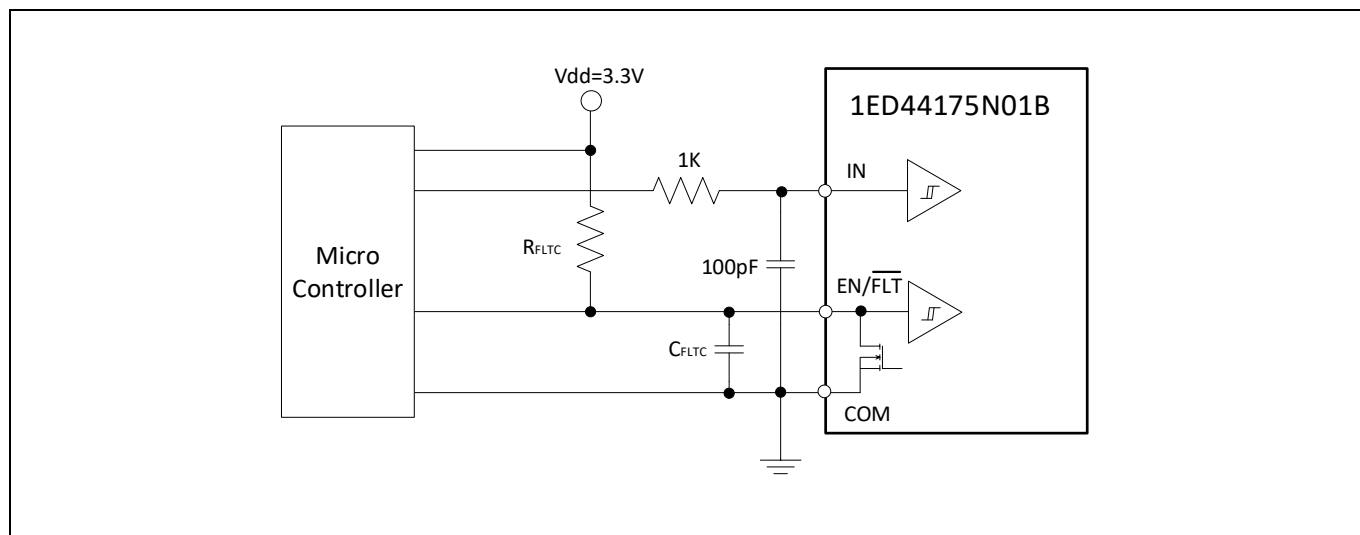 Vdd=3.3V
1ED44175N01B
1K
IN
RFLTC
Micro
Controller
100pF
EN/FLT
CFLTC
COM